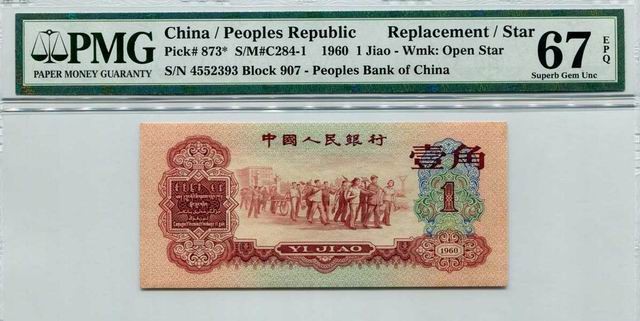 PMG
PAPER MONEY GUARANTY
China / Peoples Republic Replacement / Star
Pick# 873* S/M#C284-1 1960 1 Jiao - Wmk: Open Star
S/N 4552393 Block 907 - Peoples Bank of China
67
EPQ
Superb Gem Unc
中國人民銀行
壹角
1
YI JIAO
1960